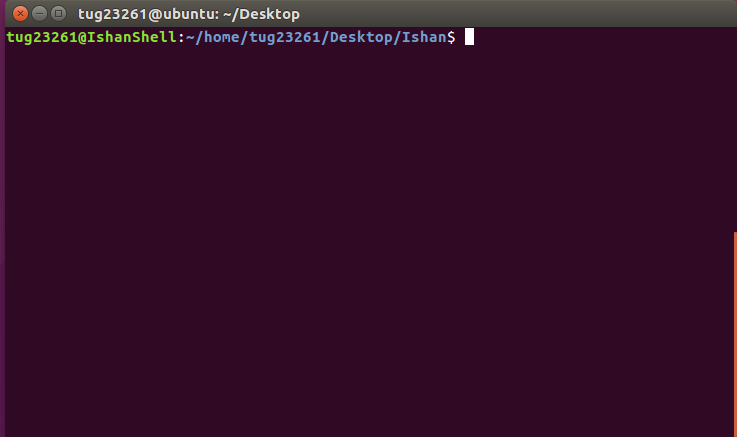 tug23261@ubuntu: ~/Desktop
tug23261@IshanShell:~/home/tug23261/Desktop/Ishan$